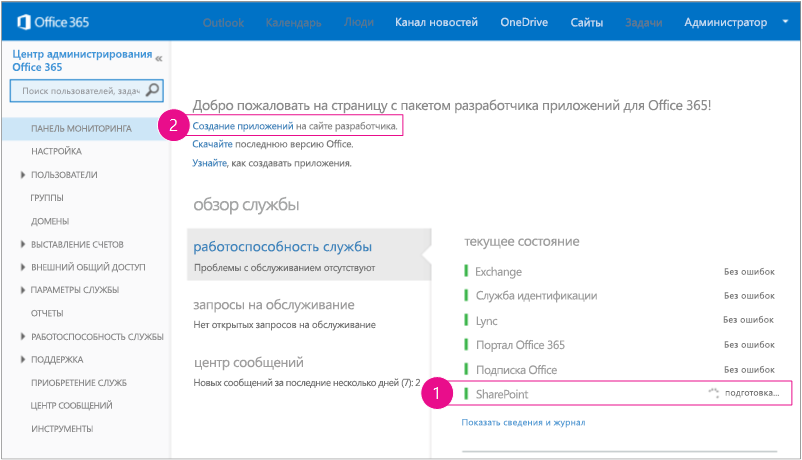 Office 365
Outlook Календарь Люди Канал новостей OneDrive Сайты Задачи Администратор
Центр администрирования «
Office 365
Поиск пользователей, зада
ПАНЕЛЬ МОНИТОРИНГА
НАСТРОЙКА
ПОЛЬЗОВАТЕЛИ
ГРУППЫ
ДОМЕНЫ
ВЫСТАВЛЕНИЕ СЧЕТОВ
ВНЕШНИЙ ОБЩИЙ ДОСТУП
ПАРАМЕТРЫ СЛУЖБЫ
ОТЧЕТЫ
РАБОТОСПОСОБНОСТЬ СЛУЖБЫ
ПОДДЕРЖКА
ПРИОБРЕТЕНИЕ СЛУЖБ
ЦЕНТР СООБЩЕНИЙ
ИНСТРУМЕНТЫ
Добро пожаловать на страницу с пакетом разработчика приложений для Office 365!
2 Создание приложений на сайте разработчика.
Скачайте последнюю версию Office.
Узнайте, как создавать приложения.
обзор службы
работоспособность службы
Проблемы с обслуживанием отсутствуют
запросы на обслуживание
Нет открытых запросов на обслуживание
центр сообщений
Новых сообщений за последние несколько дней (7): 2
текущее состояние
Exchange Без ошибок
Служба идентификации Без ошибок
Lync Без ошибок
Портал Office 365 Без ошибок
Подписка Office Без ошибок
1 SharePoint подготовка...
Показать сведения и журнал